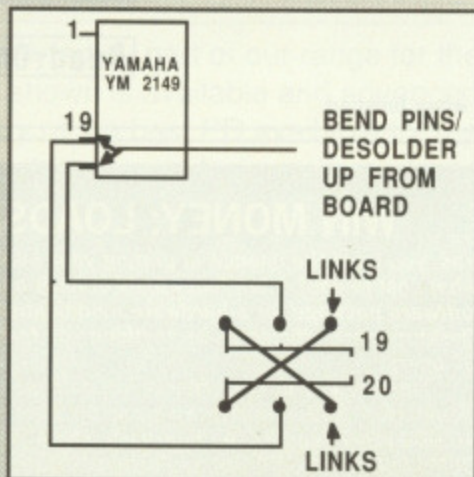 1
YAMAHA
YM 2149
19
BEND PINS/
DESOLDER
UP FROM
BOARD
LINKS
19
20
LINKS